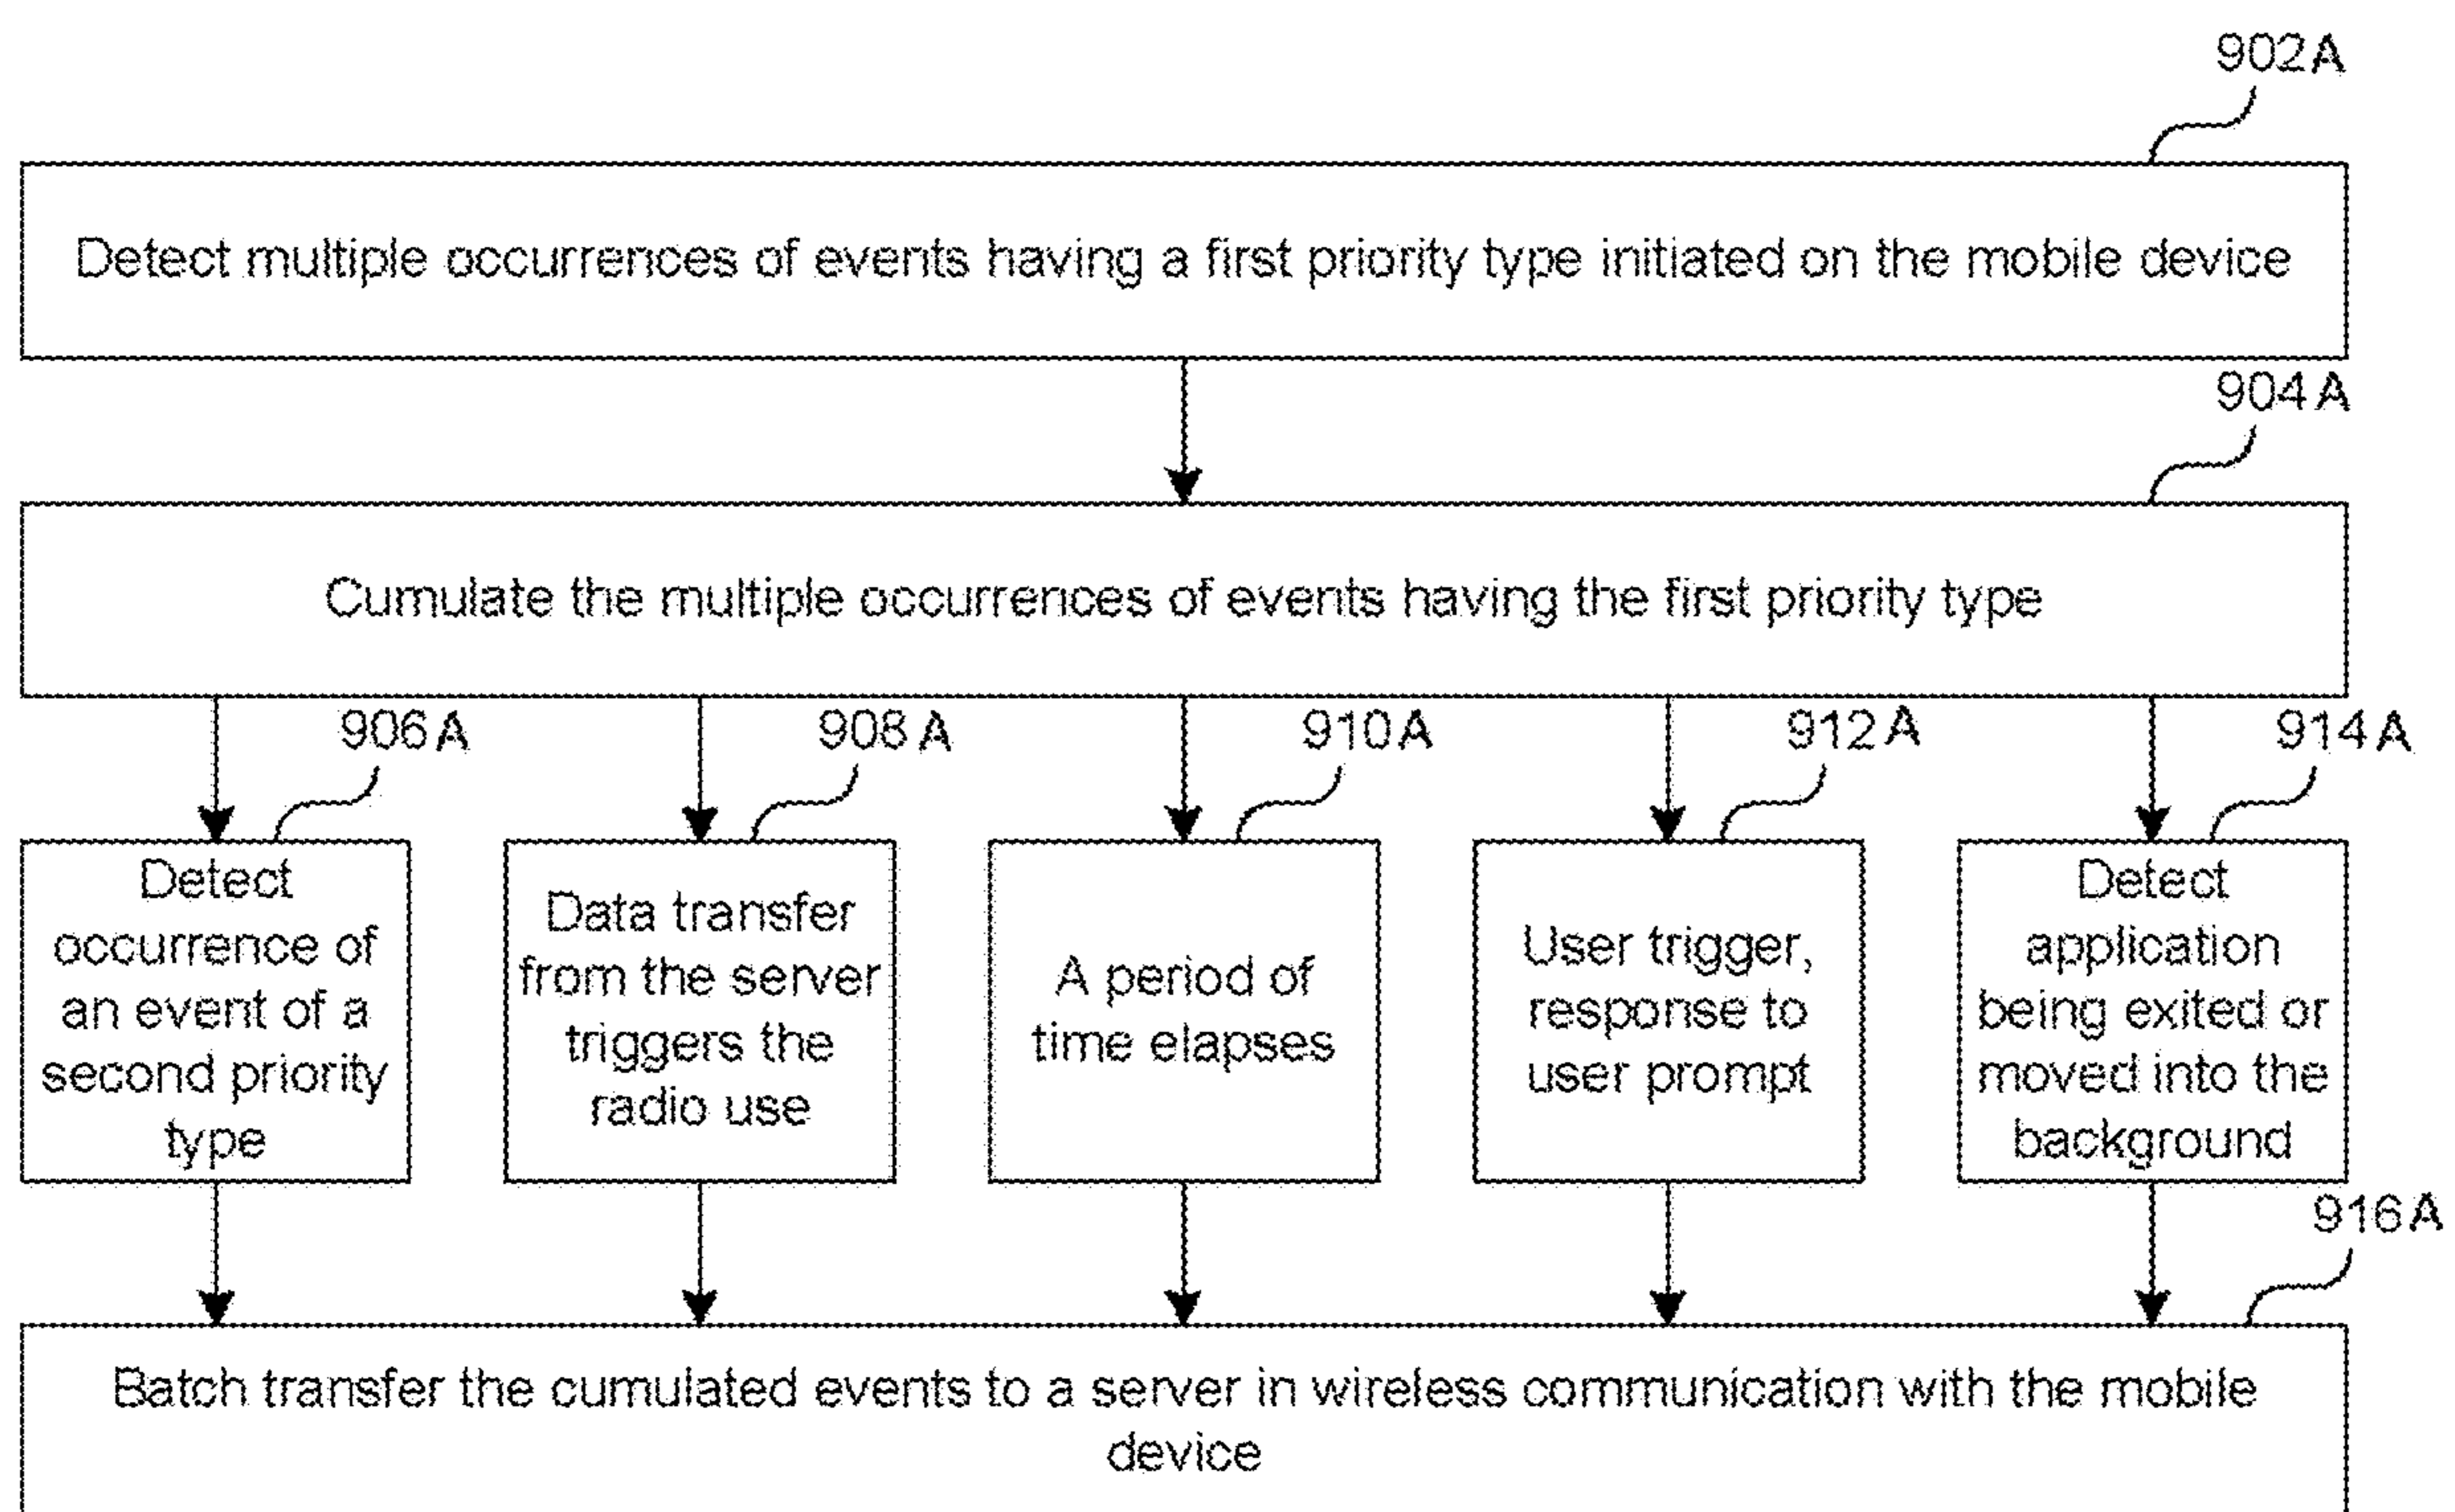 902A
Detect multiple occurrences of events having a first priority type initiated on the mobile device
904A
Cumulate the multiple occurrences of events having the first priority type
906A
908A
910A
912A
914A
Detect
occurrence of
an event of a
second priority
type
Data transfer
from the server
triggers the
radio use
A period of
time elapses
User trigger,
response to
user prompt
Detect
application
being exited or
moved into the
background
916A
Batch transfer the cumulated events to a server in wireless communication with the mobile
device